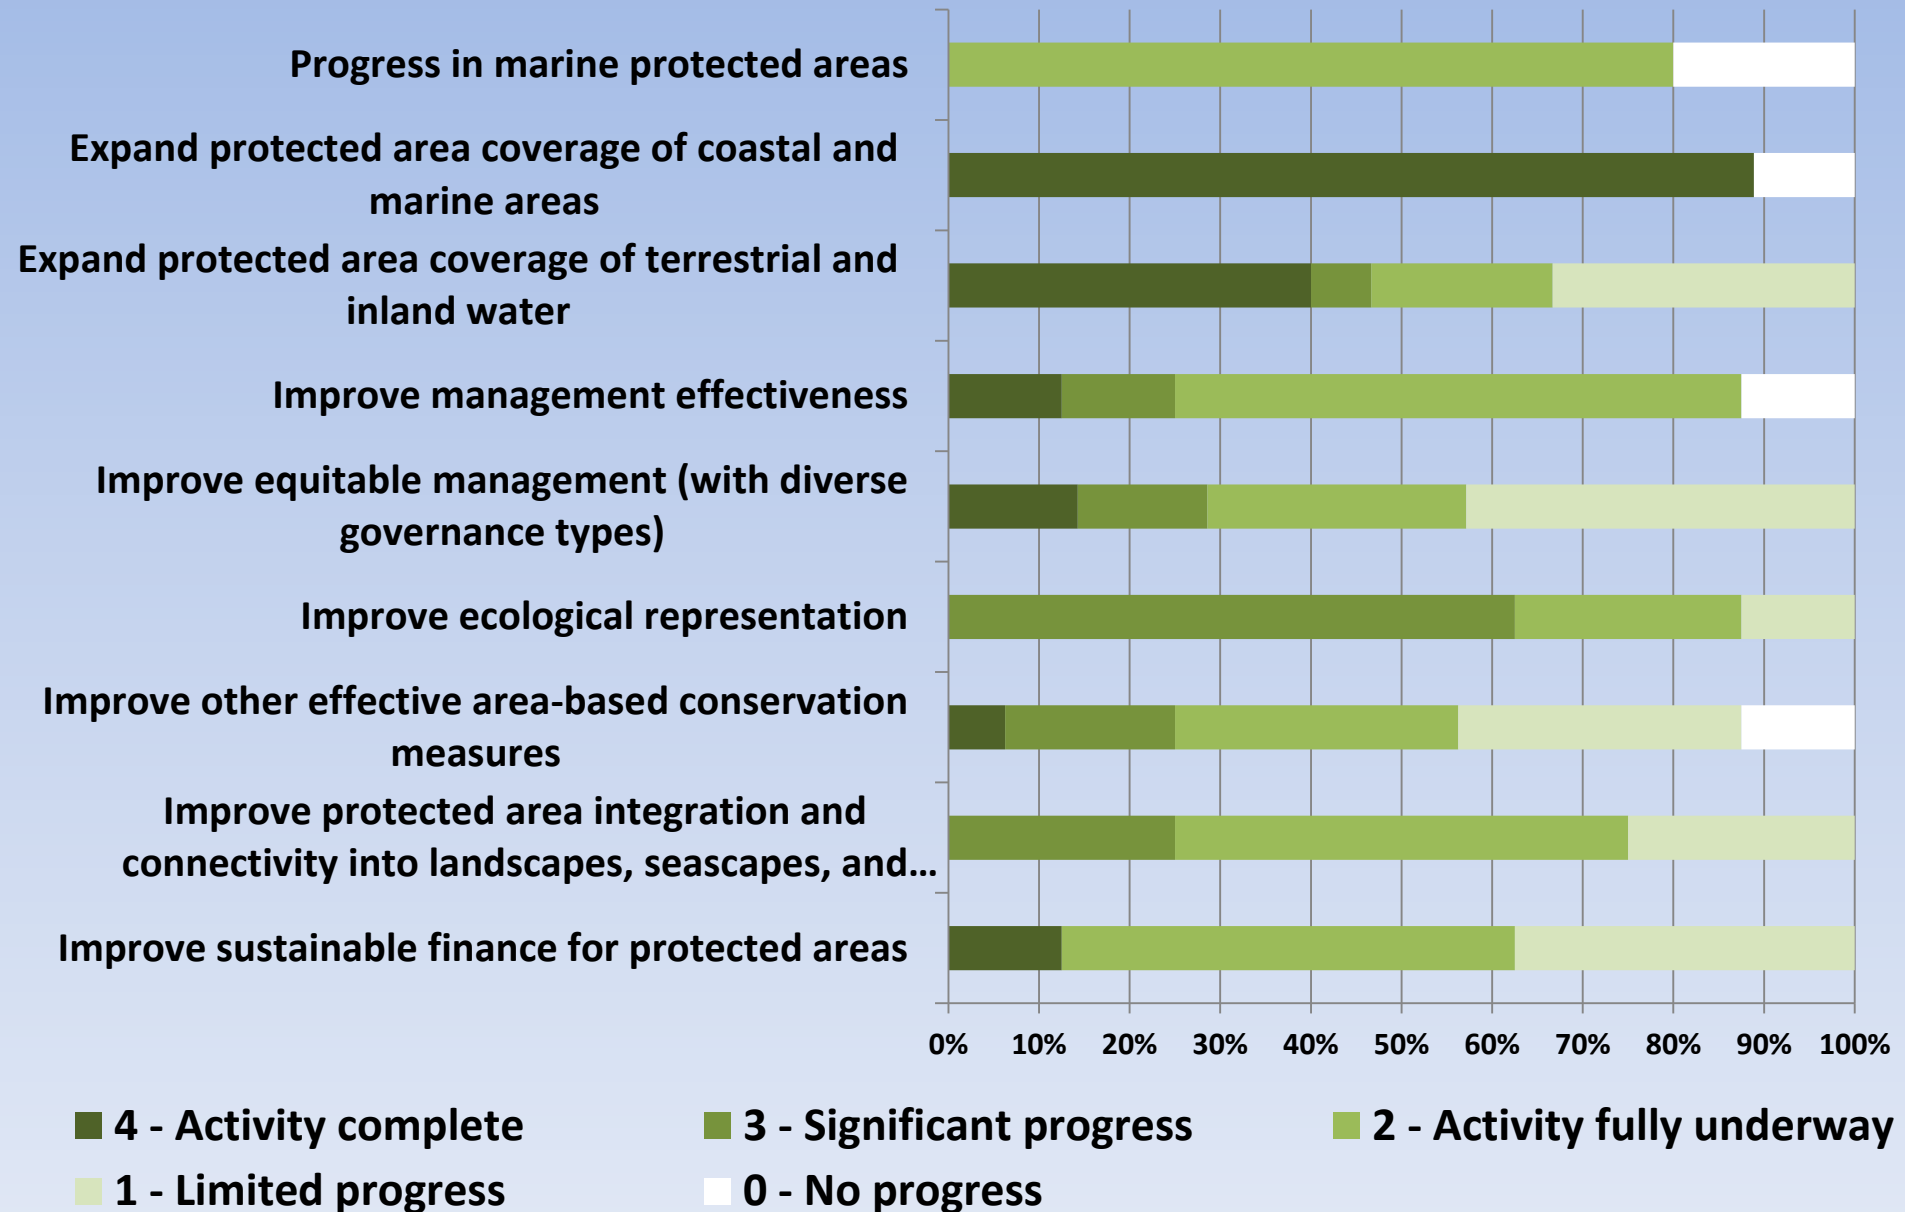 Progress in marine protected areas
Expand protected area coverage of coastal and
marine areas
Expand protected area coverage of terrestrial and
inland water
Improve management effectiveness
Improve equitable management (with diverse
governance types)
Improve ecological representation
Improve other effective area-based conservation
measures
Improve protected area integration and
connectivity into landscapes, seascapes, and...
Improve sustainable finance for protected areas
0% 10% 20% 30% 40% 50% 60% 70% 80% 90% 100%
4 - Activity complete 3 - Significant progress 2 - Activity fully underway
1 - Limited progress 0 - No progress